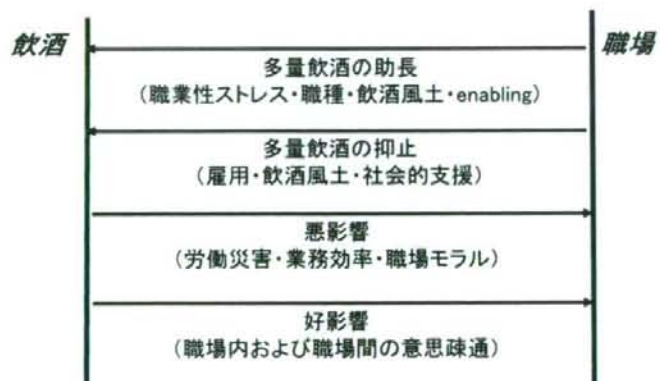 飲酒
職場
多量飲酒の助長
（職業性ストレス・職種・飲酒風土・enabling）
多量飲酒の抑止
（雇用・飲酒風土・社会的支援）
悪影響
（労働災害・業務効率・職場モラル）
好影響
（職場内および職場間の意思疎通）